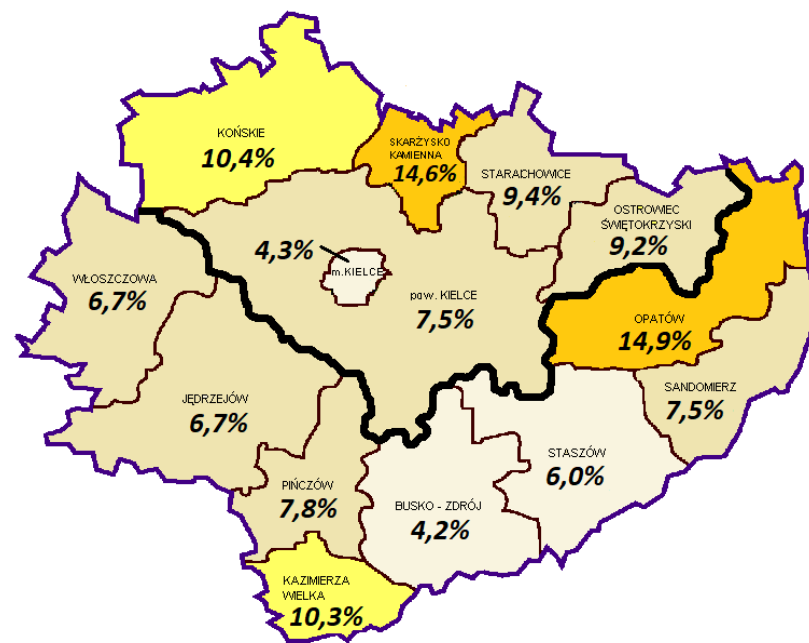 KOŃSKIE
10,4%
SKARŻYSKO
KAMIENNA
14,6%
STARACHOWICE
9,4%
OSTROWIEC
ŚWIĘTOKRZYSKI
9,2%
4,3%
m.KIELCE
WŁOSZCZOWA
6,7%
pow. KIELCE
7,5%
OPATÓW
14,9%
JĘDRZEJÓW
6,7%
SANDOMIERZ
7,5%
STASZÓW
6,0%
PIŃCZÓW
7,8%
BUSKO - ZDRÓJ
4,2%
KAZIMIERZA
WIELKA
10,3%